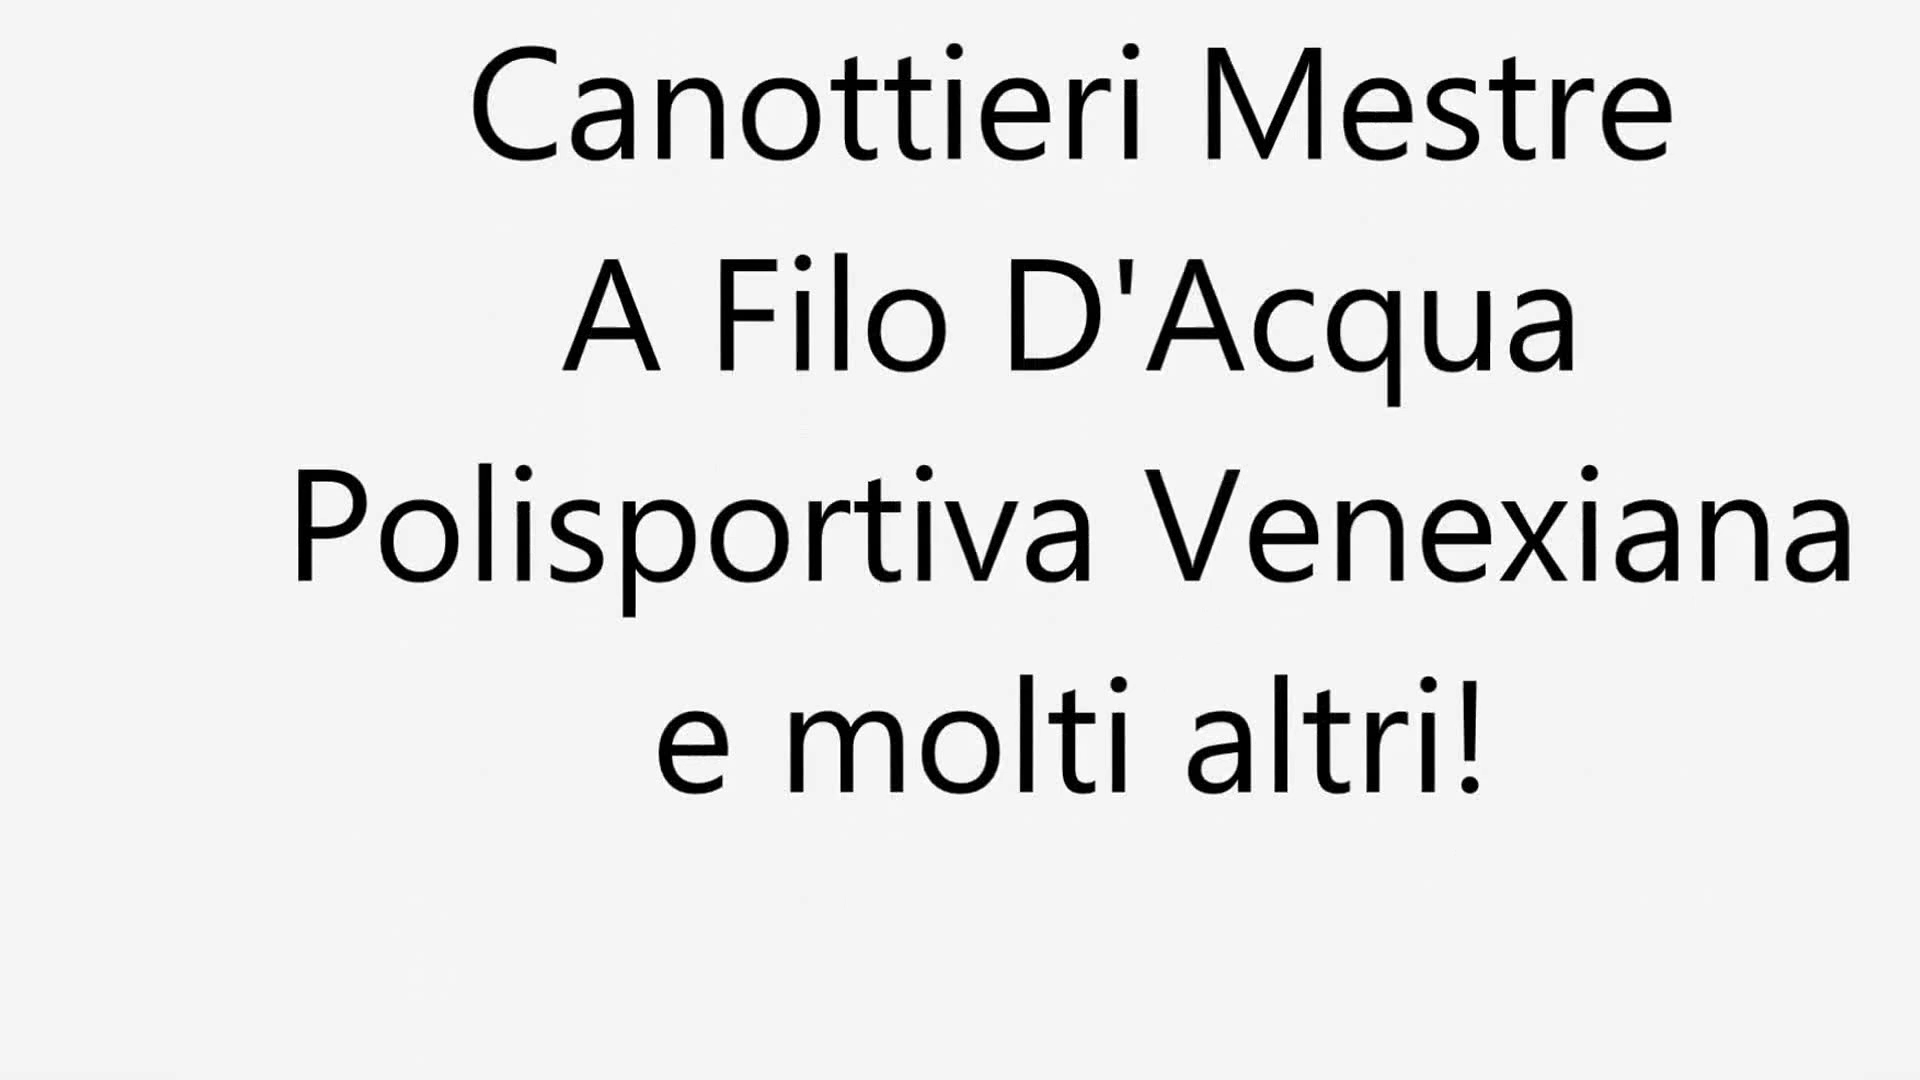 Canottieri Mestre
A Filo D'Acqua
Polisportiva Venexiana
e molti altri!